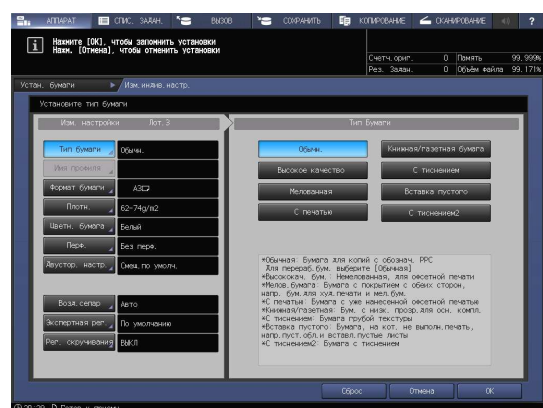 АППАРАТ СПИС. ЗАДАН. ВЫЗОВ СОХРАНИТЬ КОПИРОВАНИЕ СКАНИРОВАНИЕ ?
Нажмите [OK], чтобы запомнить установки
Нажм. [Отмена], чтобы отменить установки
Счетч.ориг. 0 Память 99.999%
Рез. Задан. 0 Объём файла 99.171%
Устан. бумаги Изм.индив.настр.
Установите тип бумаги
Изм. настройки Лот.3
Тип Бумаги
Тип бумаги Обычн.
Имя профиля
Формат бумаги A3
Плотн. 62-74g/m2
Цветн. бумага Белый
Перф. Без перф.
Двустор. настр. Смещ.по умолч.
Возд.сепар Авто
Экспертная рег. По умолчанию
Рег. скручивания ВЫКЛ
Обычн. Книжная/газетная бумага
Высокое качество С тиснением
Мелованная Вставка пустого
С печатью С тиснением2
*Обычная: Бумага для копий с обознач. PPC
Для перераб.бум. выберите [Обычная]
*Высококач. бум.: Немелованная, для офсетной печати
*Мелов.бумага: Бумага с покрытием с обеих сторон,
напр. бум.для худ.печати и мел.бум.
*С печатью: Бумага с уже нанесенной офсетной печатью
*Книжная/газетная: Бум. с низк. прозр.для осн. компл.
*С тиснением: Бумага грубой текстуры
*Вставка пустого: Бумага, на кот. не выполн.печать,
напр.пуст.обл.и вставл.пустые листы
*С тиснением2: Бумага с тиснением
Сброс Отмена OK